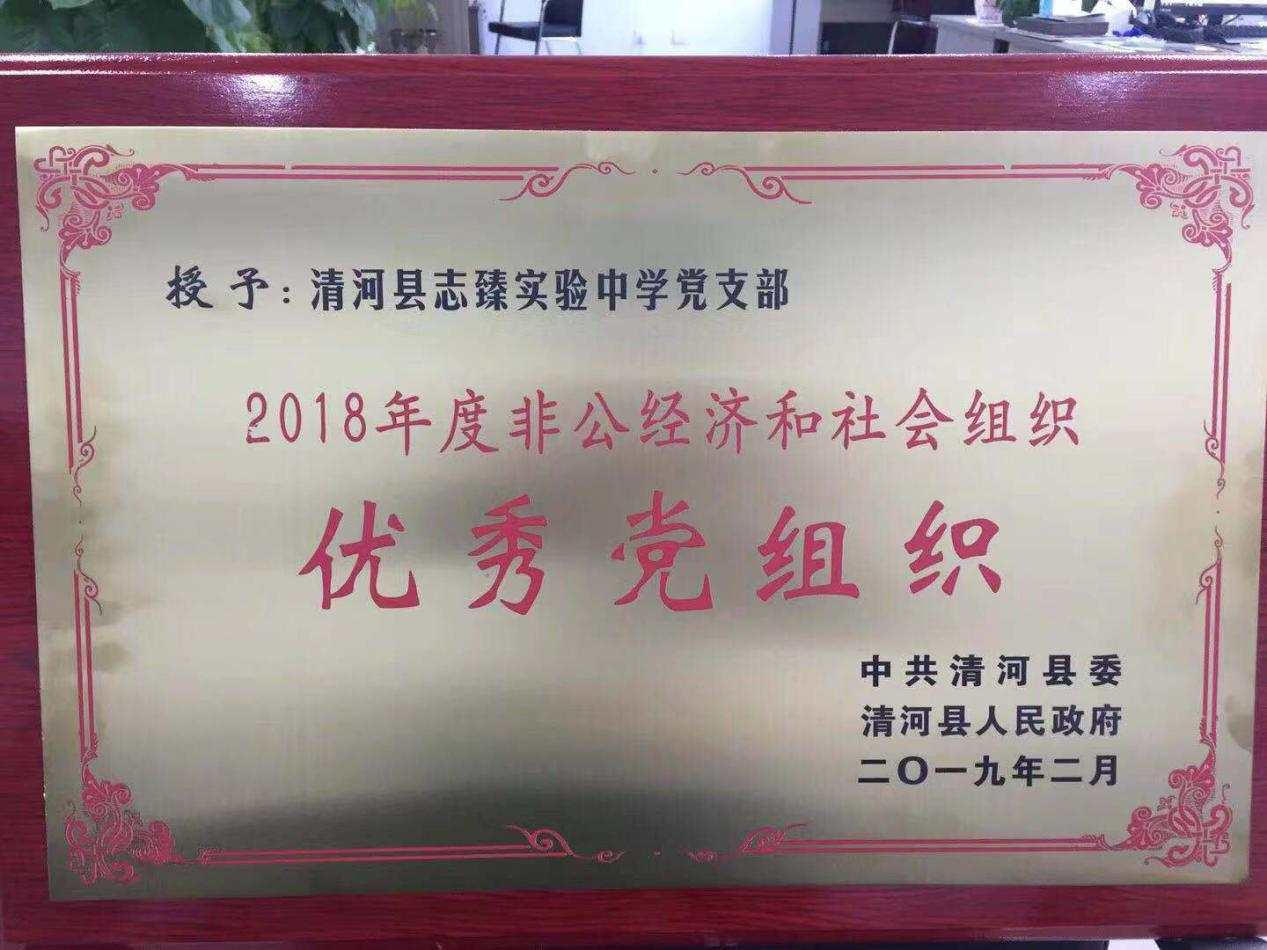 授予:清河县志臻实验中学党支部
2018年度非公经济和社会组织
优秀党组织
中共清河县委
清河县人民政府
二〇一九年二月